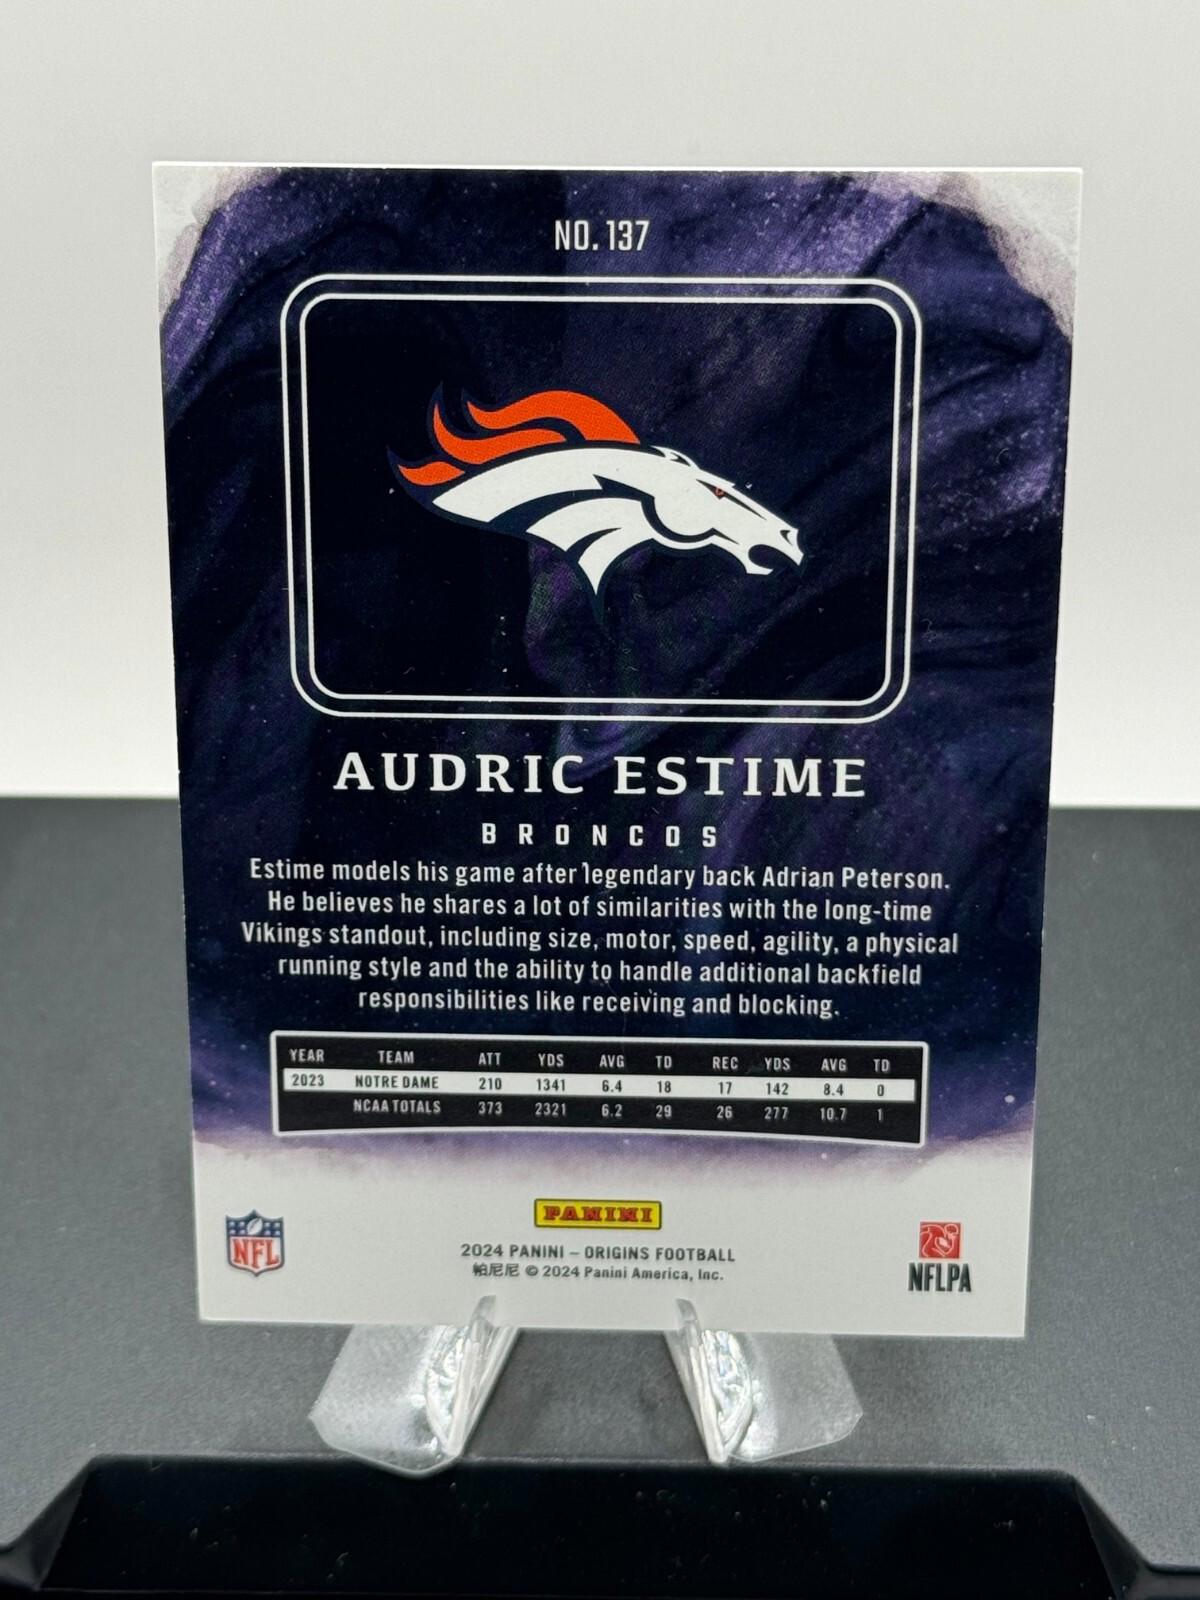 NO. 137
AUDRIC ESTIME
BRONCOS
Estime models his game after legendary back Adrian Peterson.
He believes he shares a lot of similarities with the long-time
Vikings standout, including size, motor, speed, agility, a physical
running style and the ability to handle additional backfield
responsibilities like receiving and blocking.
YEAR TEAM ATT YDS AVG TD REC YDS AVG TD
2023 NOTRE DAME 210 1341 6.4 18 17 142 8.4 0
NCAA TOTALS 373 2321 6.2 29 26 277 10.7 1
PANINI
NFL
2024 PANINI – ORIGINS FOOTBALL
帕尼尼 © 2024 Panini America, Inc.
NFLPA